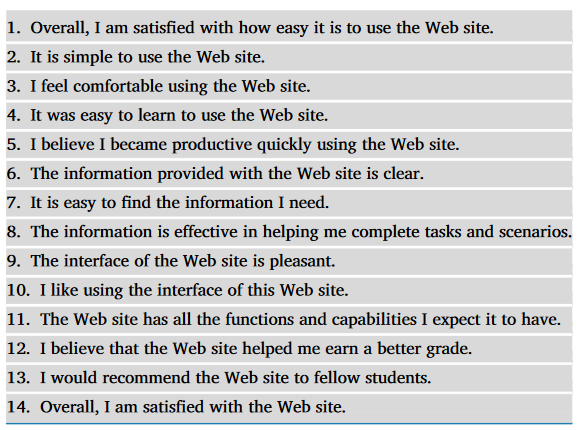 1. Overall, I am satisfied with how easy it is to use the Web site.
2. It is simple to use the Web site.
3. I feel comfortable using the Web site.
4. It was easy to learn to use the Web site.
5. I believe I became productive quickly using the Web site.
6. The information provided with the Web site is clear.
7. It is easy to find the information I need.
8. The information is effective in helping me complete tasks and scenarios.
9. The interface of the Web site is pleasant.
10. I like using the interface of this Web site.
11. The Web site has all the functions and capabilities I expect it to have.
12. I believe that the Web site helped me earn a better grade.
13. I would recommend the Web site to fellow students.
14. Overall, I am satisfied with the Web site.